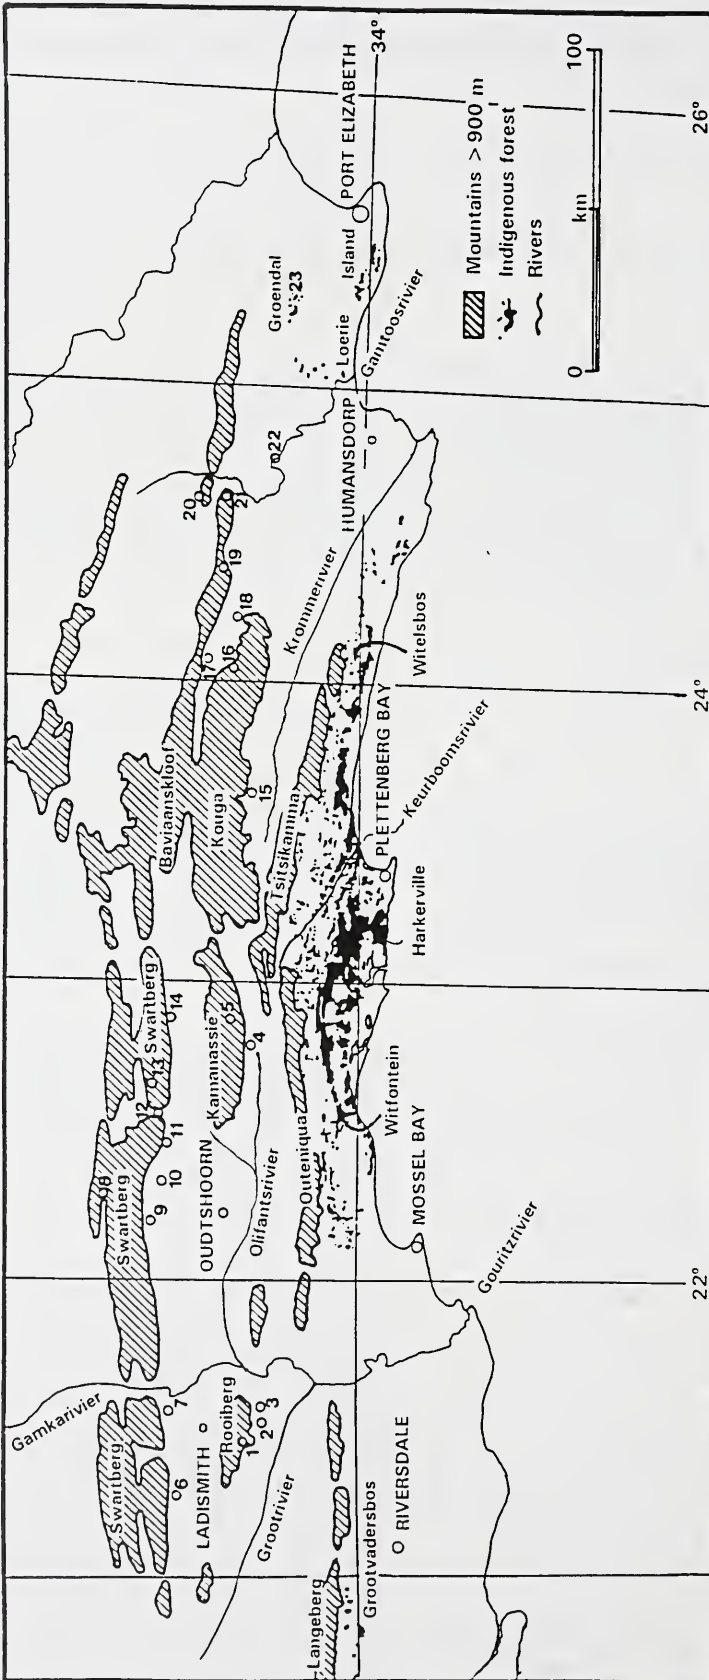 34°
PORT ELIZABETH
26°
Mountains > 900 m
Indigenous forest
Rivers
0
km
100
Groendal
23
Island
Loerie
Gamtoosrivier
HUMANSDORP
22
20
21
19
18
17
16
15
Krommerivier
Witelsbos
24°
Baviaanskloof
Kouga
Tsitsikamma
PLETTENBERG BAY
Keurboomsrivier
Harkerville
Swartberg
14
13
12
11
Kamanassie
5
4
Outeniqua
Witfontein
MOSSEL BAY
Swartberg
8
9
10
OUDTSHOORN
Olifantsrivier
Gouritzrivier
22°
Gamkarivier
7
Swartberg
6
LADISMITH
Rooiberg
1
2
3
Grootrivier
Langeberg
Grootvadersbos
RIVERSDALE